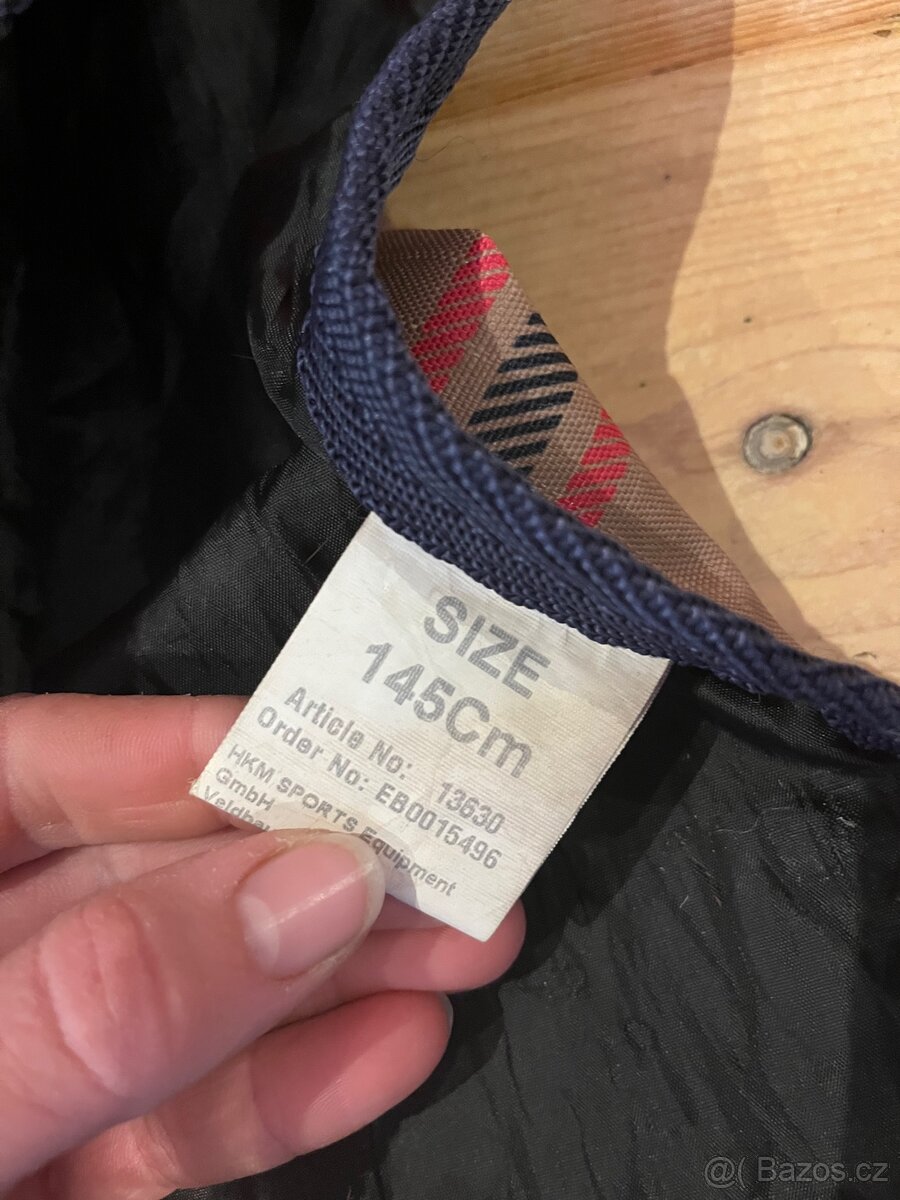 SIZE
145Cm
Article No: 13630
Order No: EB0015496
HKM SPORTS Equipment
GmbH
@( Bazos.cz